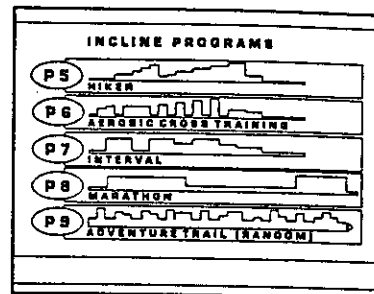 INCLINE PROGRAMS
P5
HIKER
P6
AEROBIC CROSS TRAINING
P7
INTERVAL
P8
MARATHON
P9
ADVENTURE TRAIL (RANDOM)